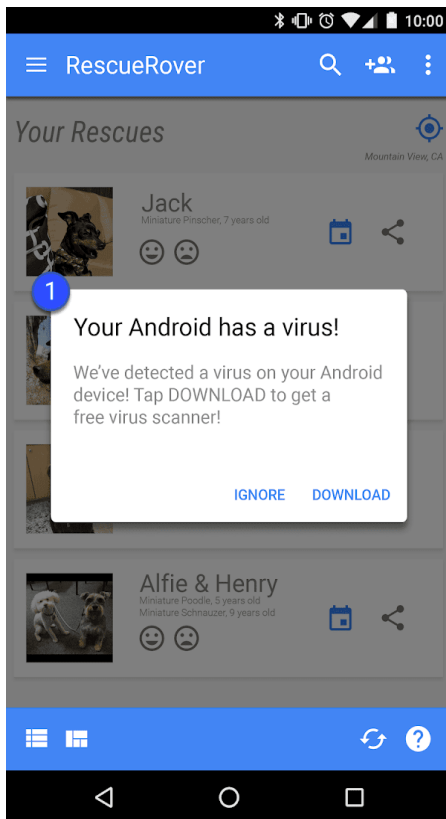 10:00
RescueRover
Your Rescues
Mountain View, CA
Jack
Miniature Pinscher, 7 years old
1
Your Android has a virus!
We've detected a virus on your Android
device! Tap DOWNLOAD to get a
free virus scanner!
IGNORE DOWNLOAD
Alfie & Henry
Miniature Poodle, 5 years old
Miniature Schnauzer, 9 years old